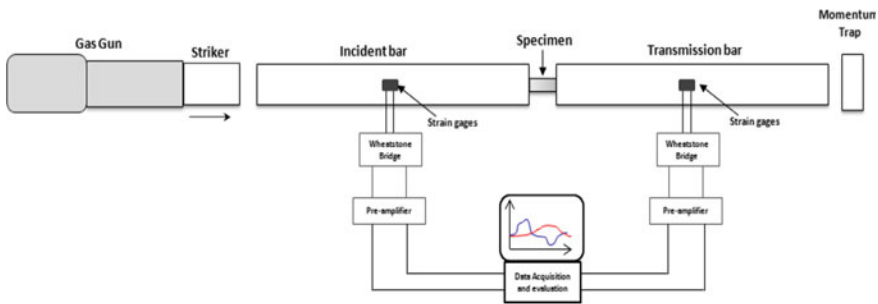 Momentum
Trap
Gas Gun
Striker
Incident bar
Specimen
Transmission bar
Strain gages
Strain gages
Wheatstone
Bridge
Wheatstone
Bridge
Pre-amplifier
Pre-amplifier
Data Acquisition
and evaluation